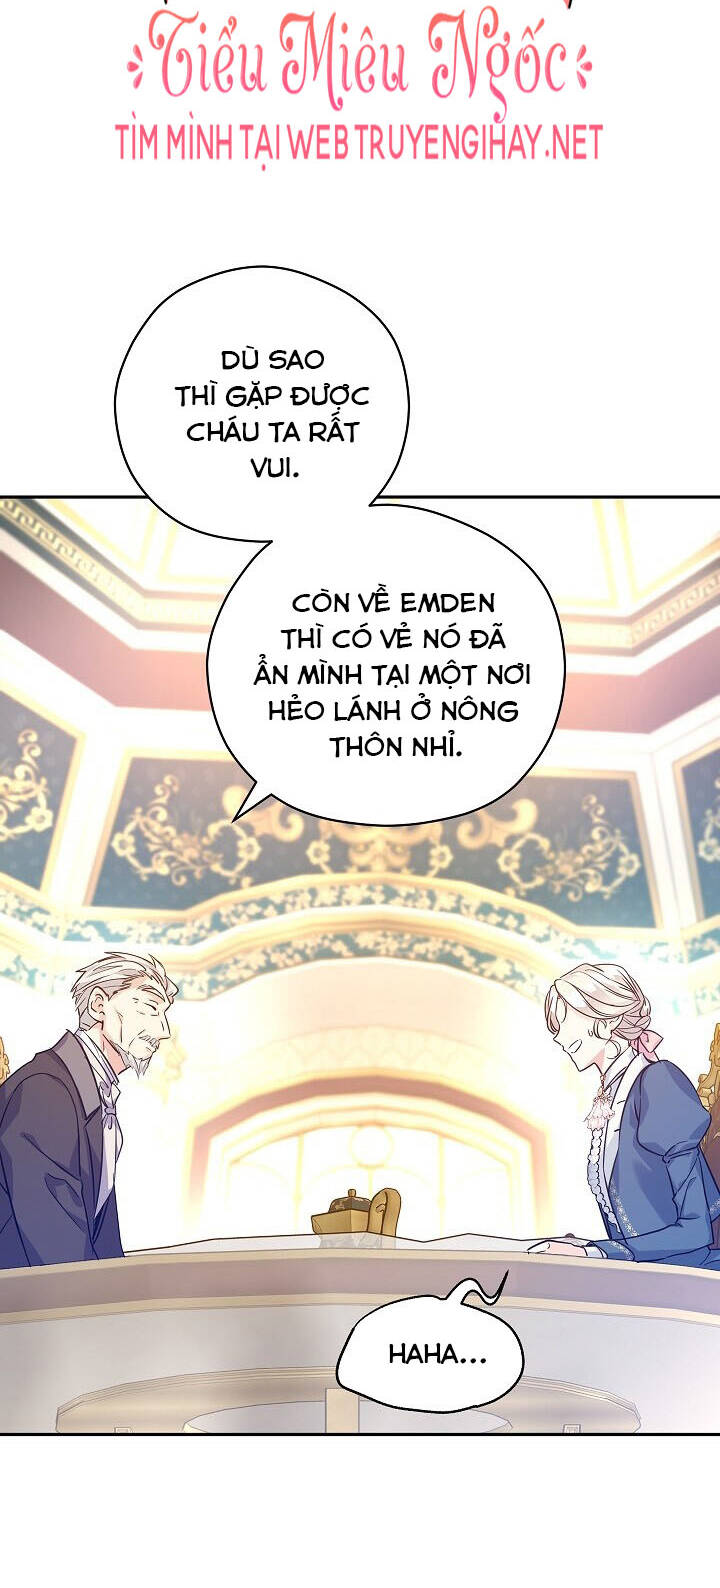 Tiểu Miêu Ngốc
TÌM MÌNH TẠI WEB TRUYENGIHAY.NET
DÙ SAO
THÌ GẶP ĐƯỢC
CHÁU TA RẤT
VUI.
CÒN VỀ EMDEN
THÌ CÓ VẺ NÓ ĐÃ
ẨN MÌNH TẠI MỘT NƠI
HẺO LÁNH Ở NÔNG
THÔN NHỈ.
HAHA...